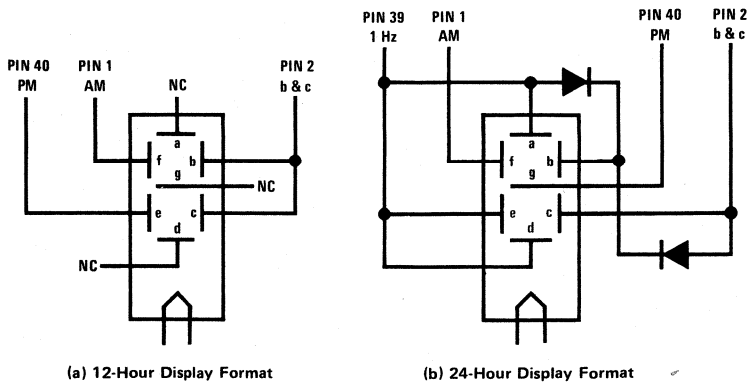 PIN 40
PM
PIN 1
AM
NC
PIN 2
b & c
a
f
b
g
NC
e
c
d
NC
(a) 12-Hour Display Format
PIN 39
1 Hz
PIN 1
AM
PIN 40
PM
PIN 2
b & c
a
f
b
g
e
c
d
(b) 24-Hour Display Format